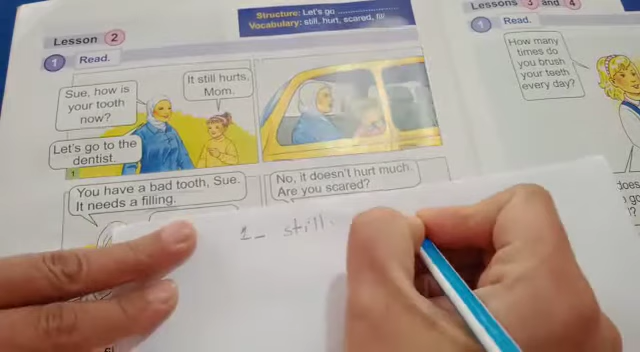 Structure: Let's go
Vocabulary: still, hurt, scared, fill
Lesson 2
1 Read.
Sue, how is
your tooth
now?
It still hurts,
Mom.
Let's go to the
dentist.
1
You have a bad tooth, Sue.
It needs a filling.
No, it doesn't hurt much.
Are you scared?
Lessons 3 and 4
1 Read.
How many
times do
you brush
your teeth
every day?
1_ still: